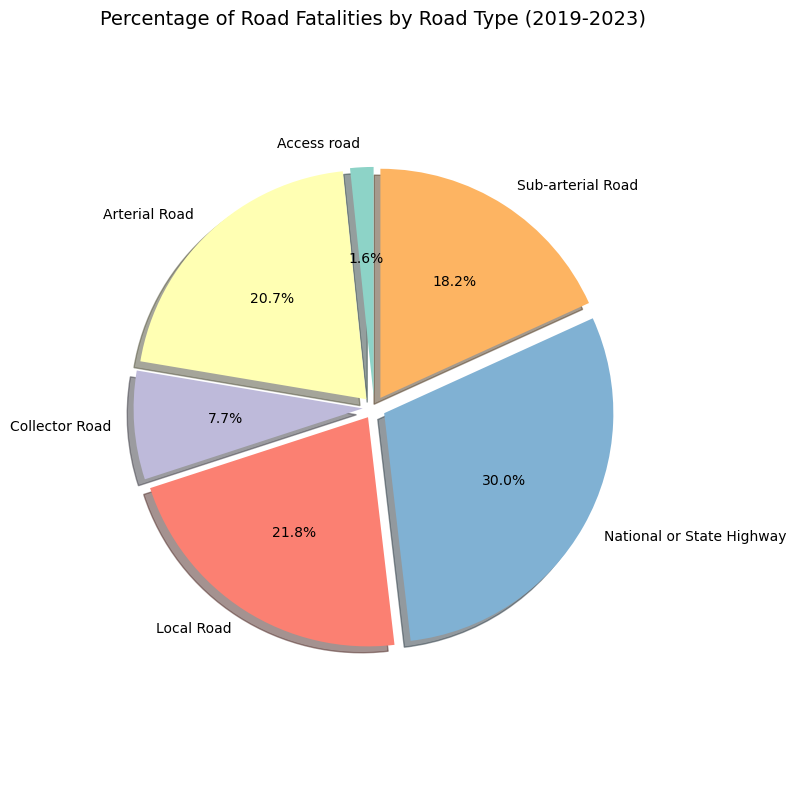 Percentage of Road Fatalities by Road Type (2019-2023)
Access road
1.6%
Sub-arterial Road
18.2%
Arterial Road
20.7%
Collector Road
7.7%
National or State Highway
30.0%
Local Road
21.8%